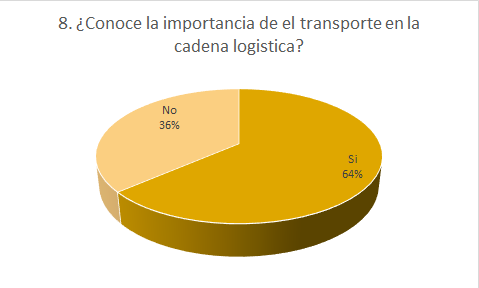 8. ¿Conoce la importancia de el transporte en la
cadena logistica?
No
36%
Si
64%